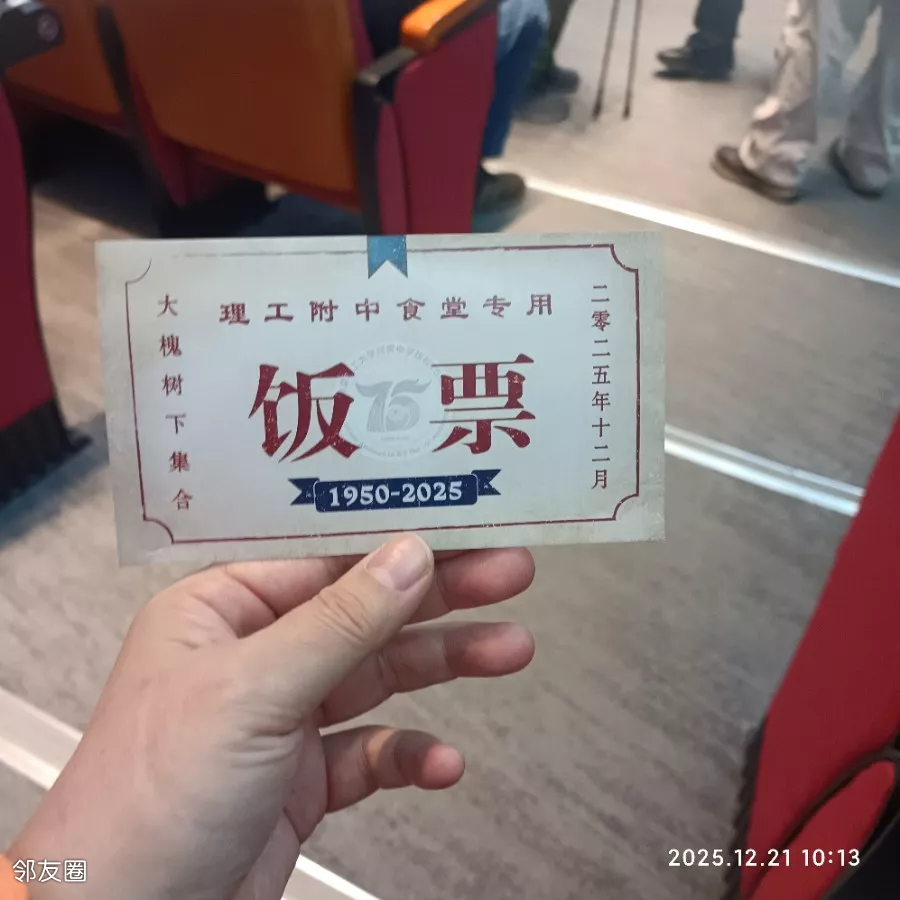 理工附中食堂专用
大槐树下集合
饭票
75
1950-2025
二零二五年十二月
邻友圈
2025.12.21 10:13